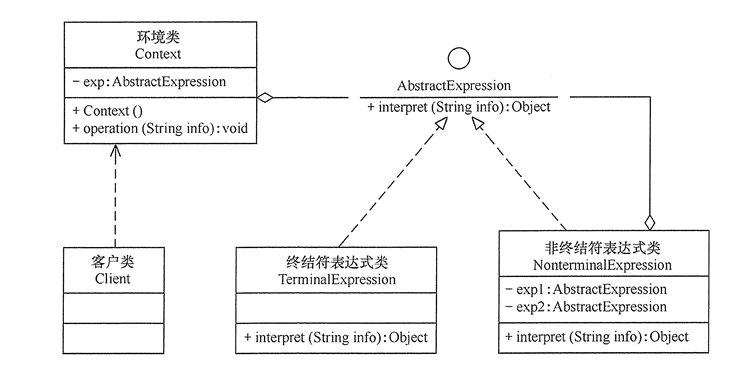 环境类
Context
- exp:AbstractExpression
+ Context ()
+ operation (String info):void
AbstractExpression
+ interpret (String info):Object
客户类
Client
终结符表达式类
TerminalExpression
+ interpret (String info):Object
非终结符表达式类
NonterminalExpression
- exp1:AbstractExpression
- exp2:AbstractExpression
+ interpret (String info):Object